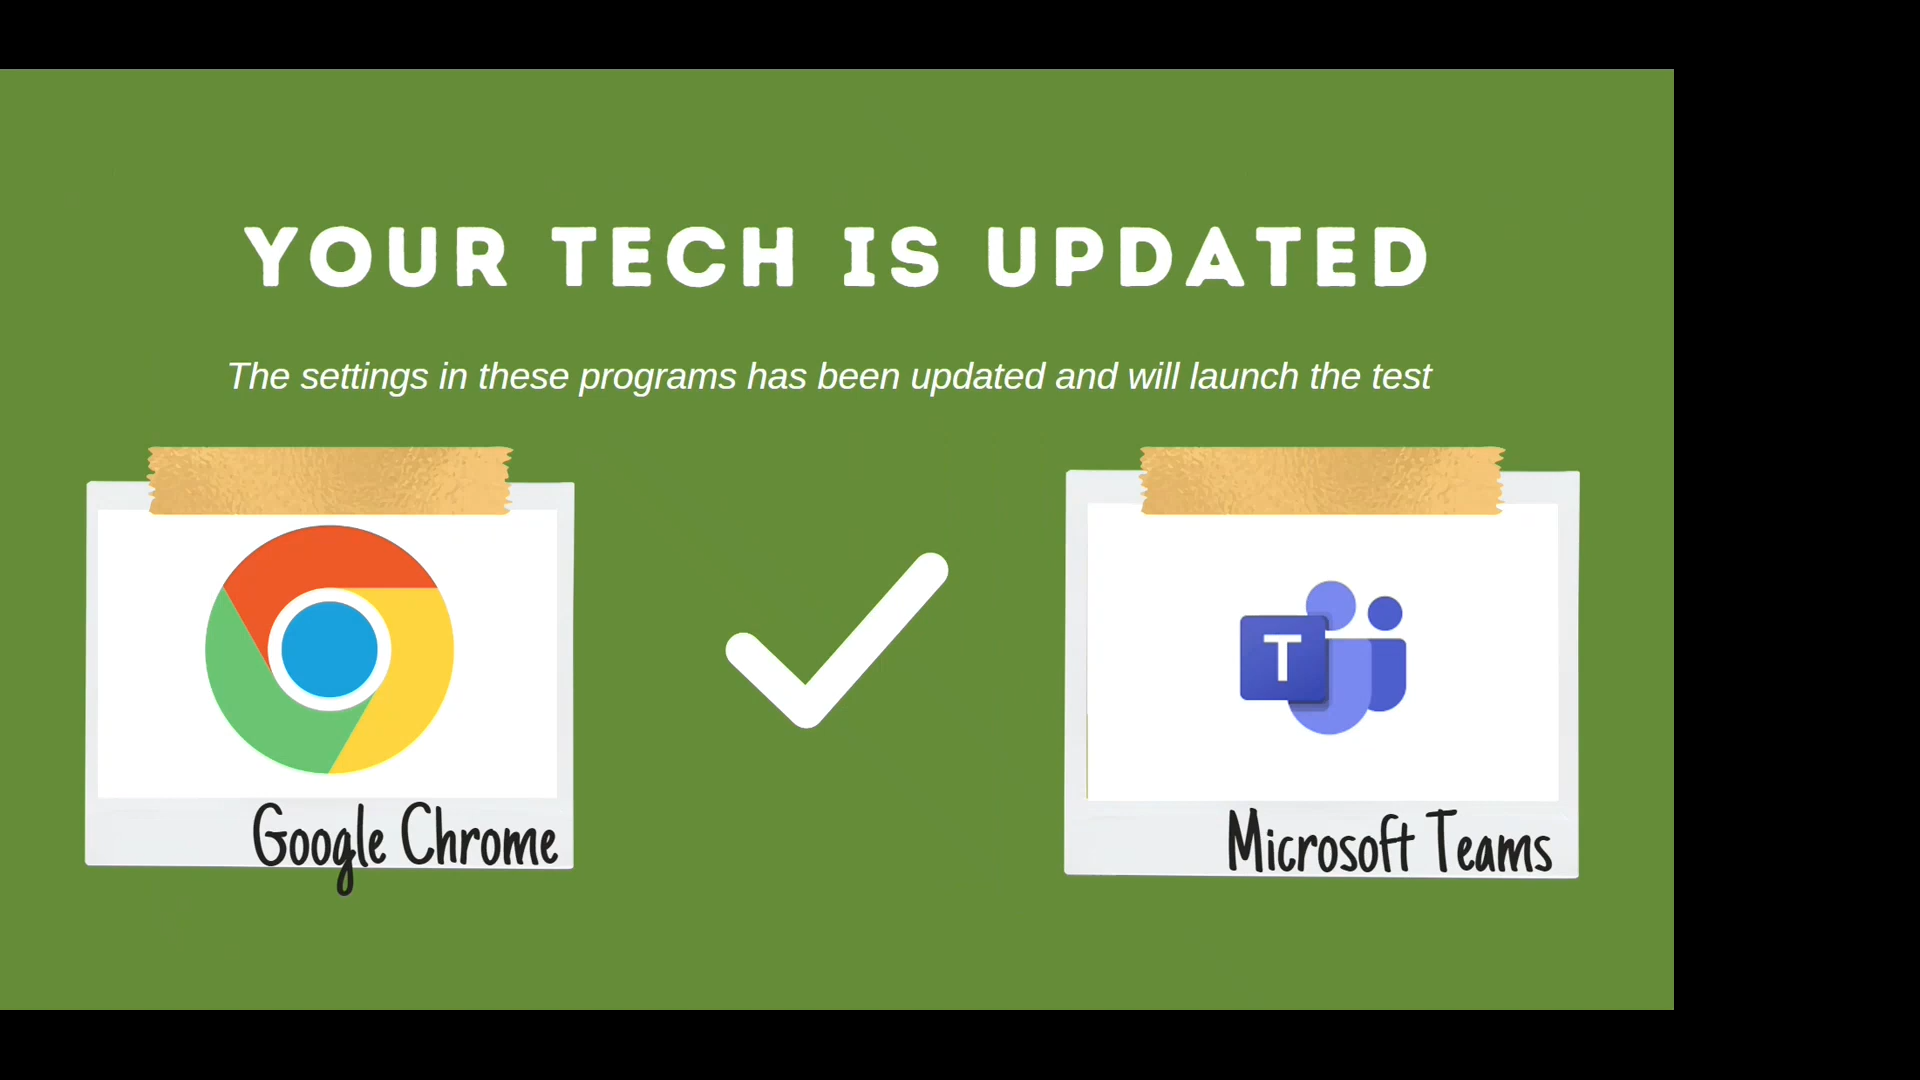 YOUR TECH IS UPDATED
The settings in these programs has been updated and will launch the test
T
Google Chrome
Microsoft Teams